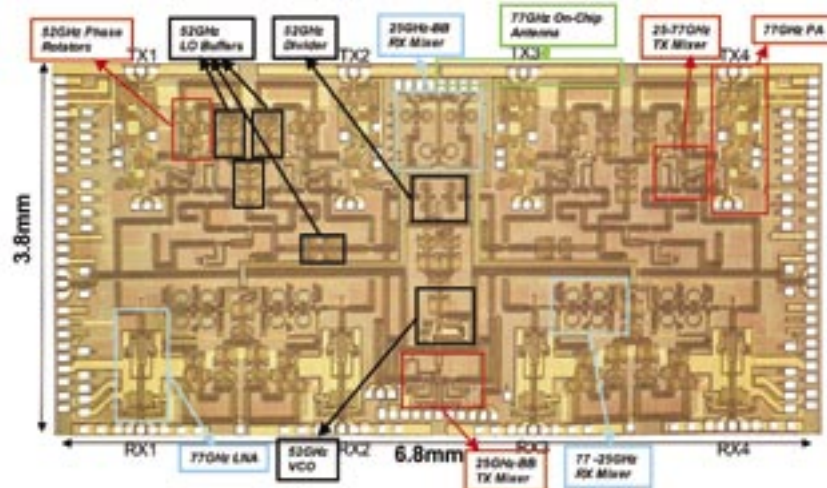 52GHz Phase
Rotators
52GHz
LO Buffers
52GHz
Divider
25GHz-BB
RX Mixer
77GHz On-Chip
Antenna
25-77GHz
TX Mixer
77GHz PA
TX1
TX2
TX3
TX4
3.8mm
RX1
RX2
RX3
RX4
6.8mm
77GHz LNA
52GHz
VCO
25GHz-BB
TX Mixer
77-25GHz
RX Mixer